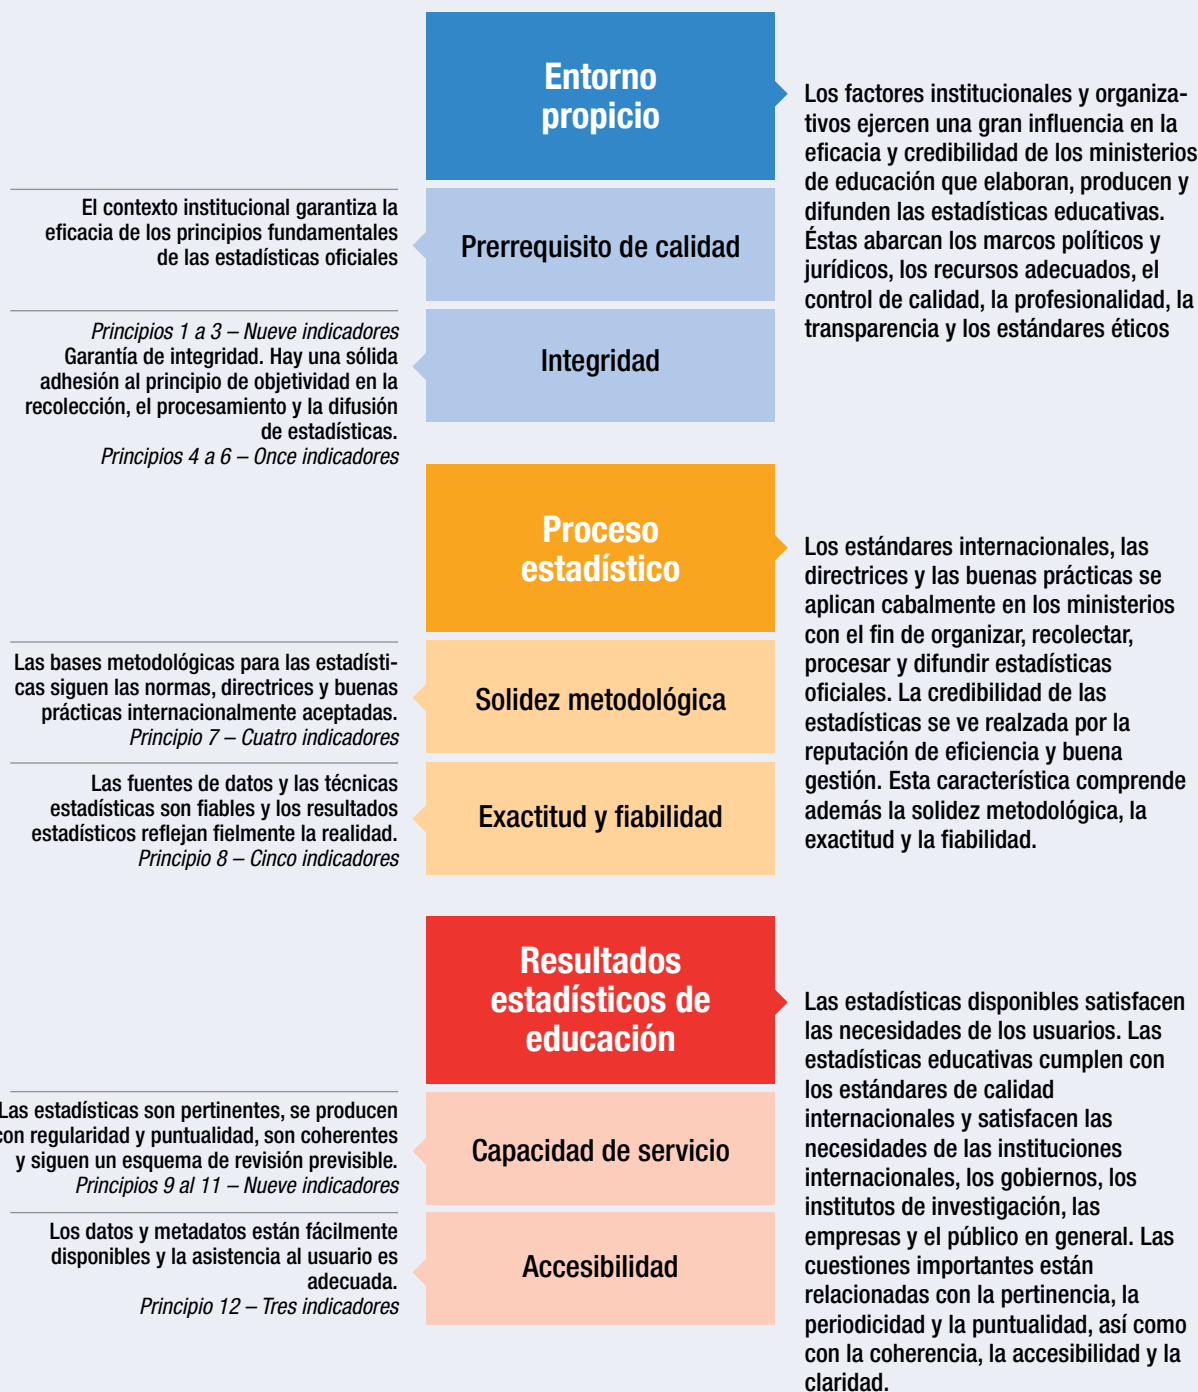 Entorno
propicio
Los factores institucionales y organiza-
tivos ejercen una gran influencia en la
eficacia y credibilidad de los ministerios
de educación que elaboran, producen y
difunden las estadísticas educativas.
Éstas abarcan los marcos políticos y
jurídicos, los recursos adecuados, el
control de calidad, la profesionalidad, la
transparencia y los estándares éticos
El contexto institucional garantiza la
eficacia de los principios fundamentales
de las estadísticas oficiales
Prerrequisito de calidad
Principios 1 a 3 – Nueve indicadores
Garantía de integridad. Hay una sólida
adhesión al principio de objetividad en la
recolección, el procesamiento y la difusión
de estadísticas.
Principios 4 a 6 – Once indicadores
Integridad
Proceso
estadístico
Los estándares internacionales, las
directrices y las buenas prácticas se
aplican cabalmente en los ministerios
con el fin de organizar, recolectar,
procesar y difundir estadísticas
oficiales. La credibilidad de las
estadísticas se ve realzada por la
reputación de eficiencia y buena
gestión. Esta característica comprende
además la solidez metodológica, la
exactitud y la fiabilidad.
Las bases metodológicas para las estadísti-
cas siguen las normas, directrices y buenas
prácticas internacionalmente aceptadas.
Principio 7 – Cuatro indicadores
Solidez metodológica
Las fuentes de datos y las técnicas
estadísticas son fiables y los resultados
estadísticos reflejan fielmente la realidad.
Principio 8 – Cinco indicadores
Exactitud y fiabilidad
Resultados
estadísticos de
educación
Las estadísticas disponibles satisfacen
las necesidades de los usuarios. Las
estadísticas educativas cumplen con
los estándares de calidad
internacionales y satisfacen las
necesidades de las instituciones
internacionales, los gobiernos, los
institutos de investigación, las
empresas y el público en general. Las
cuestiones importantes están
relacionadas con la pertinencia, la
periodicidad y la puntualidad, así como
con la coherencia, la accesibilidad y la
claridad.
Las estadísticas son pertinentes, se producen
con regularidad y puntualidad, son coherentes
y siguen un esquema de revisión previsible.
Principios 9 al 11 – Nueve indicadores
Capacidad de servicio
Los datos y metadatos están fácilmente
disponibles y la asistencia al usuario es
adecuada.
Principio 12 – Tres indicadores
Accesibilidad